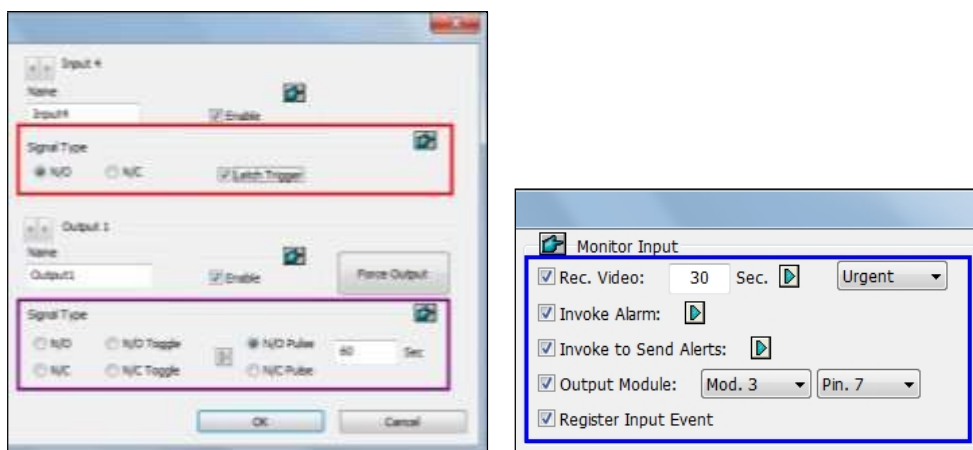 Input 4
Name
Input4
Enable
Signal Type
N/O N/C Latch Trigger
Output 1
Name
Output1
Enable
Force Output
Signal Type
N/O N/O Toggle N/O Pulse 60 Sec
N/C N/C Toggle N/C Pulse
OK Cancel
Monitor Input
Rec. Video: 30 Sec. Urgent
Invoke Alarm:
Invoke to Send Alerts:
Output Module: Mod. 3 Pin. 7
Register Input Event